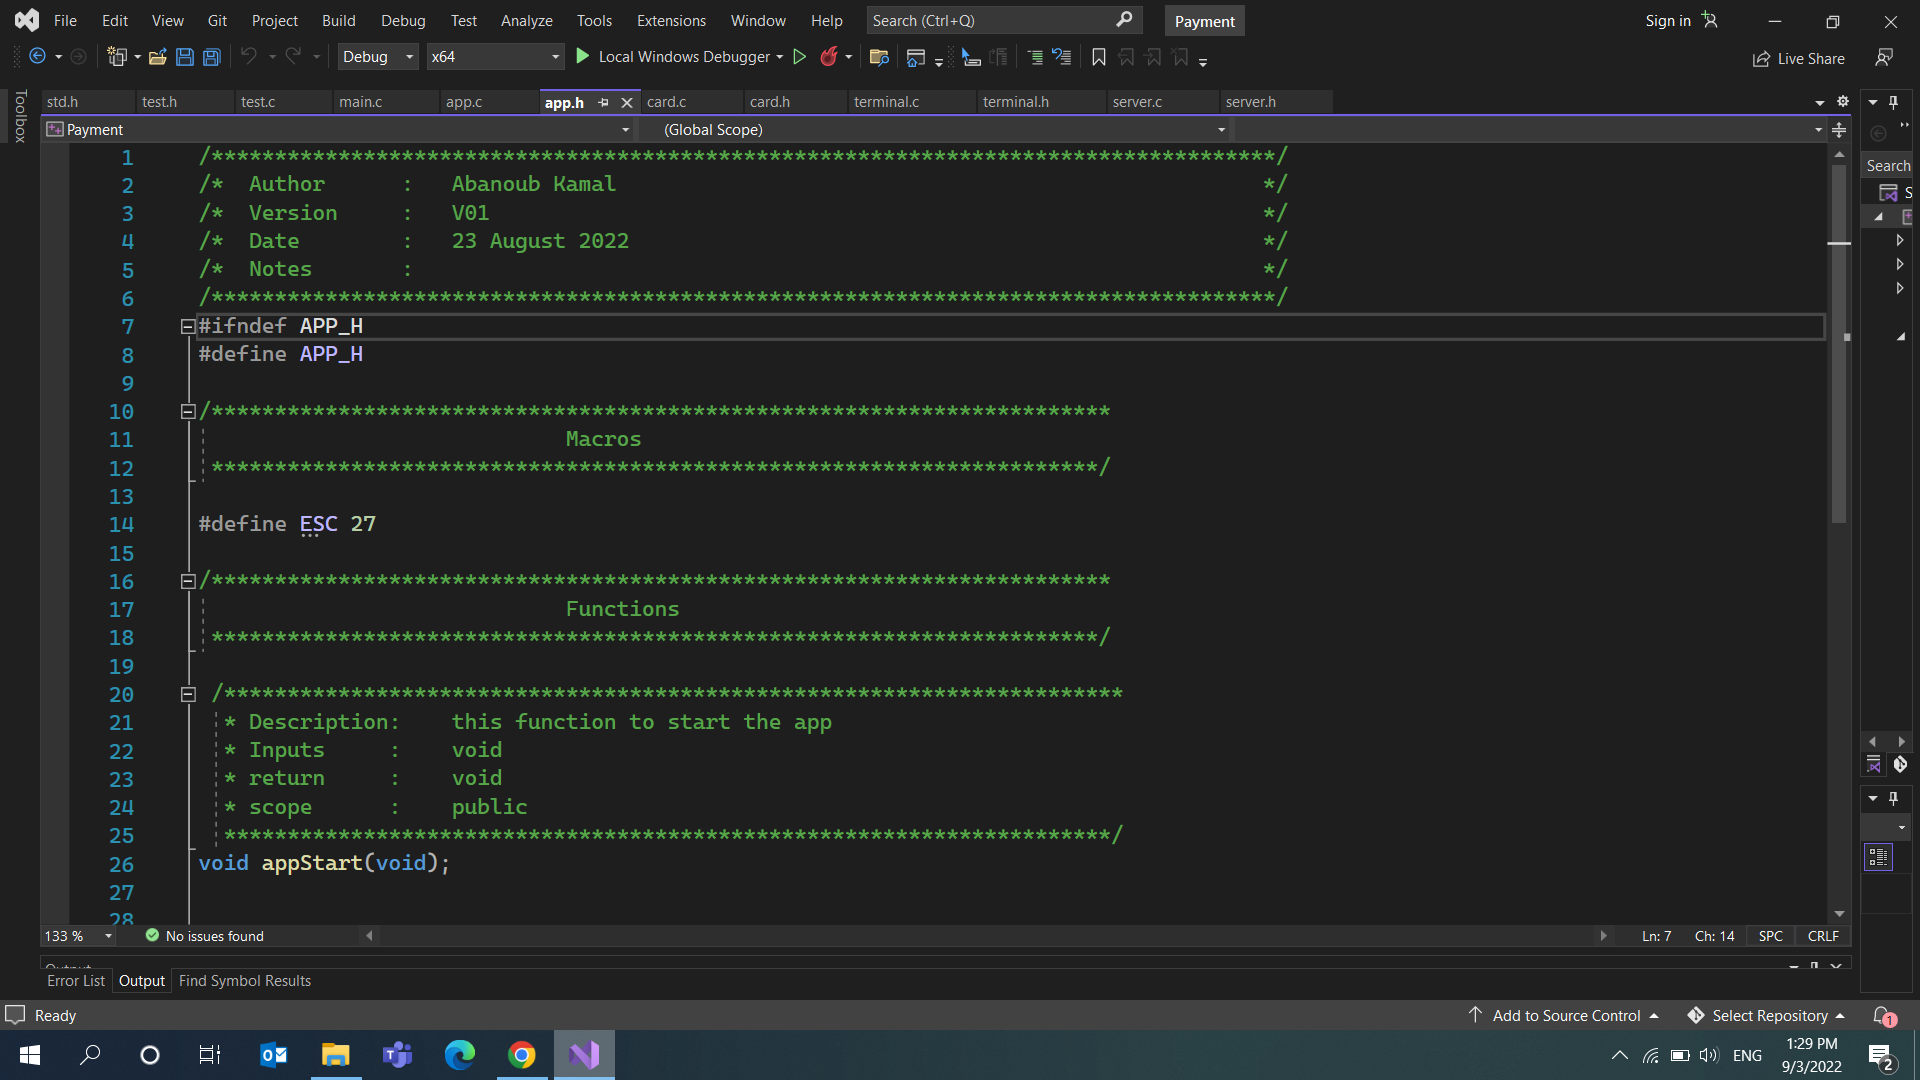 File Edit View Git Project Build Debug Test Analyze Tools Extensions Window Help Search (Ctrl+Q) Payment Sign in
Debug x64 Local Windows Debugger Live Share
Toolbox
std.h test.h test.c main.c app.c app.h card.c card.h terminal.c terminal.h server.c server.h
Payment (Global Scope)
Search
1 /************************************************************************************/
2 /* Author : Abanoub Kamal */
3 /* Version : V01 */
4 /* Date : 23 August 2022 */
5 /* Notes : */
6 /************************************************************************************/
7 #ifndef APP_H
8 #define APP_H
9
10 /***********************************************************************
11 Macros
12 **********************************************************************/
13
14 #define ESC 27
15
16 /***********************************************************************
17 Functions
18 **********************************************************************/
19
20 /***********************************************************************
21 * Description: this function to start the app
22 * Inputs : void
23 * return : void
24 * scope : public
25 **********************************************************************/
26 void appStart(void);
27
28
133 % No issues found Ln: 7 Ch: 14 SPC CRLF
Output
Error List Output Find Symbol Results
Ready Add to Source Control Select Repository 1
ENG 1:29 PM
9/3/2022 2